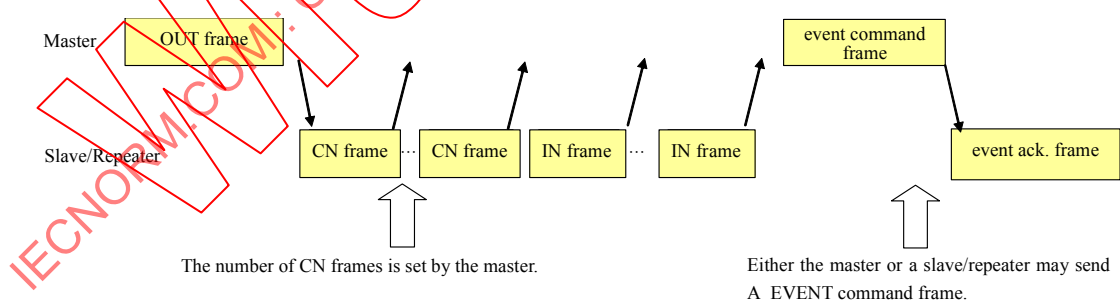 Master
OUT frame
event command
frame
Slave/Repeater
CN frame
...
CN frame
IN frame
...
IN frame
event ack. frame
The number of CN frames is set by the master.
Either the master or a slave/repeater may send
A EVENT command frame.
IECNORM.COM : C